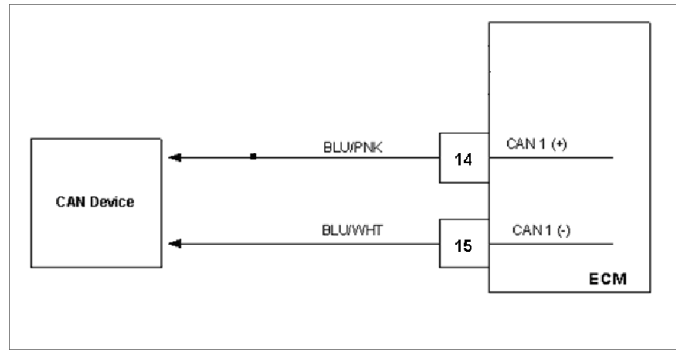 BLU/PNK
14
CAN 1 (+)
CAN Device
BLU/WHT
15
CAN 1 (-)
ECM